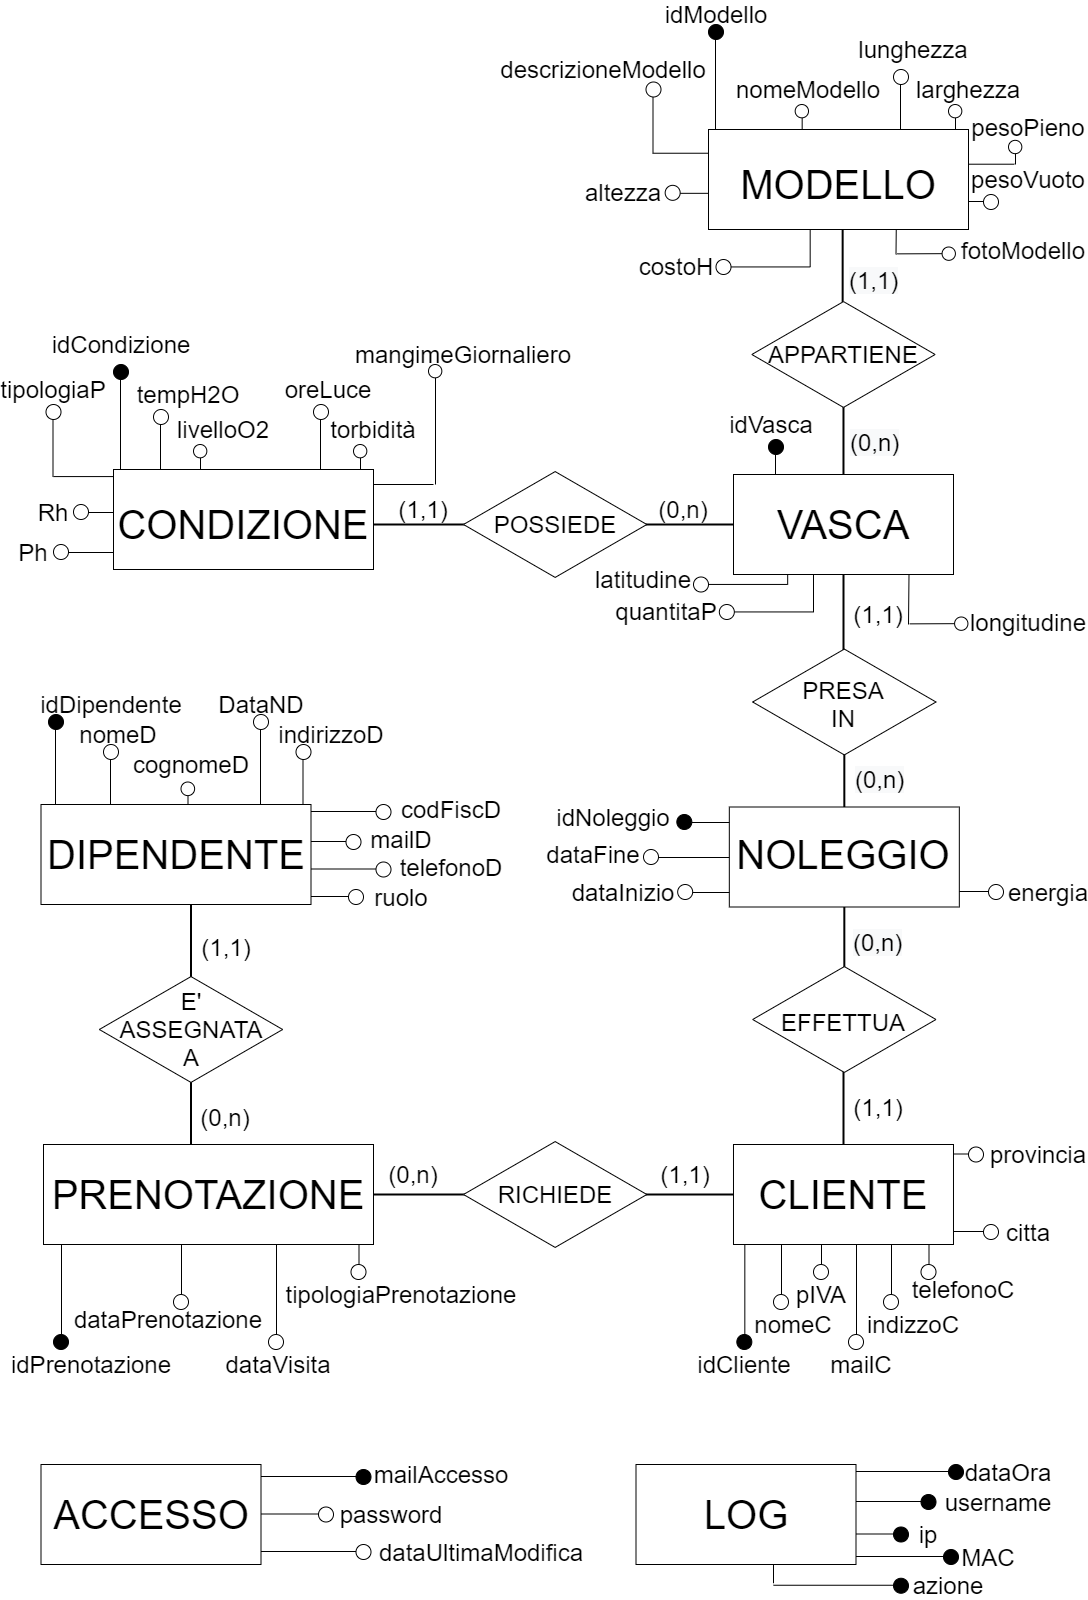 idModello
lunghezza
descrizioneModello
nomeModello
larghezza
pesoPieno
MODELLO
pesoVuoto
altezza
costoH
fotoModello
(1,1)
APPARTIENE
(0,n)
idCondizione
mangimeGiornaliero
tipologiaP
tempH2O
oreLuce
livelloO2
torbidità
Rh
CONDIZIONE
Ph
(1,1)
POSSIEDE
(0,n)
idVasca
VASCA
latitudine
quantitaP
(1,1)
longitudine
PRESA
IN
(0,n)
idDipendente
DataND
nomeD
indirizzoD
cognomeD
codFiscD
DIPENDENTE
mailD
telefonoD
ruolo
idNoleggio
dataFine
NOLEGGIO
dataInizio
energia
(1,1)
(0,n)
E'
ASSEGNATA
A
EFFETTUA
(0,n)
(1,1)
PRENOTAZIONE
(0,n)
RICHIEDE
(1,1)
CLIENTE
provincia
citta
tipologiaPrenotazione
dataPrenotazione
idPrenotazione
dataVisita
telefonoC
pIVA
nomeC
indizzoC
idCliente
mailC
ACCESSO
mailAccesso
password
dataUltimaModifica
LOG
dataOra
username
ip
MAC
azione